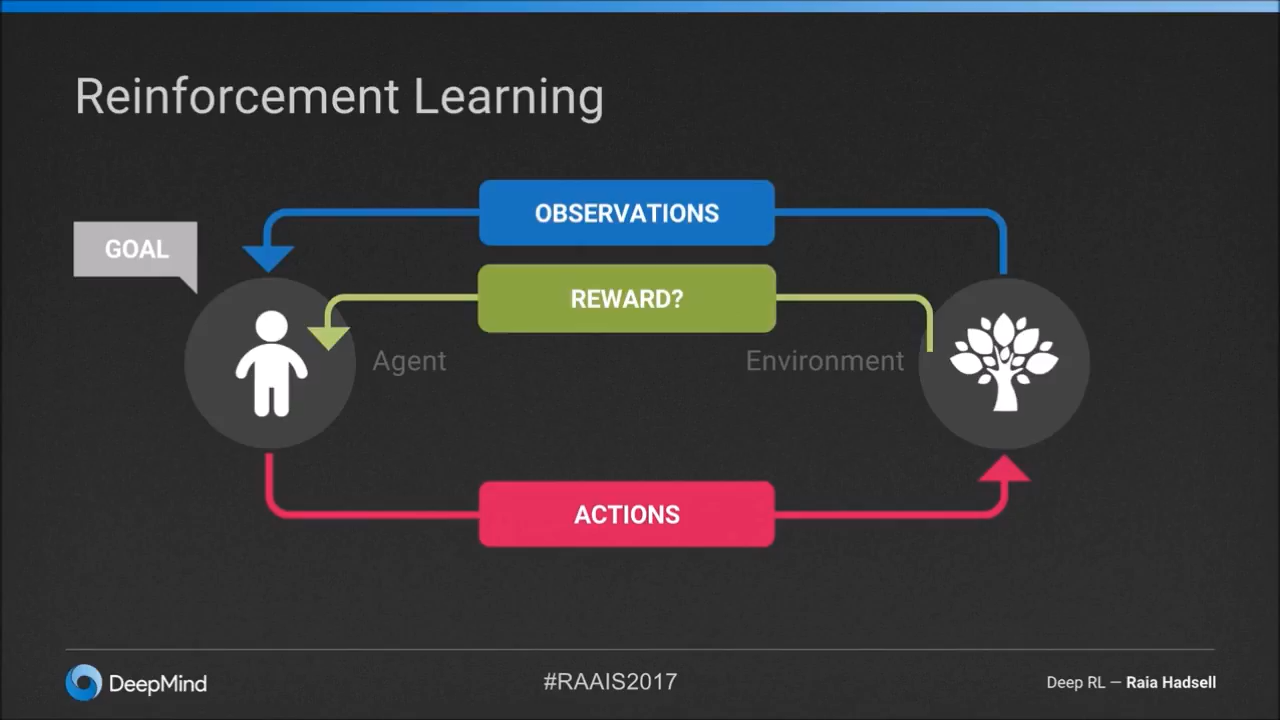 Reinforcement Learning
OBSERVATIONS
GOAL
REWARD?
Agent
Environment
ACTIONS
DeepMind
#RAAIS2017
Deep RL — Raia Hadsell